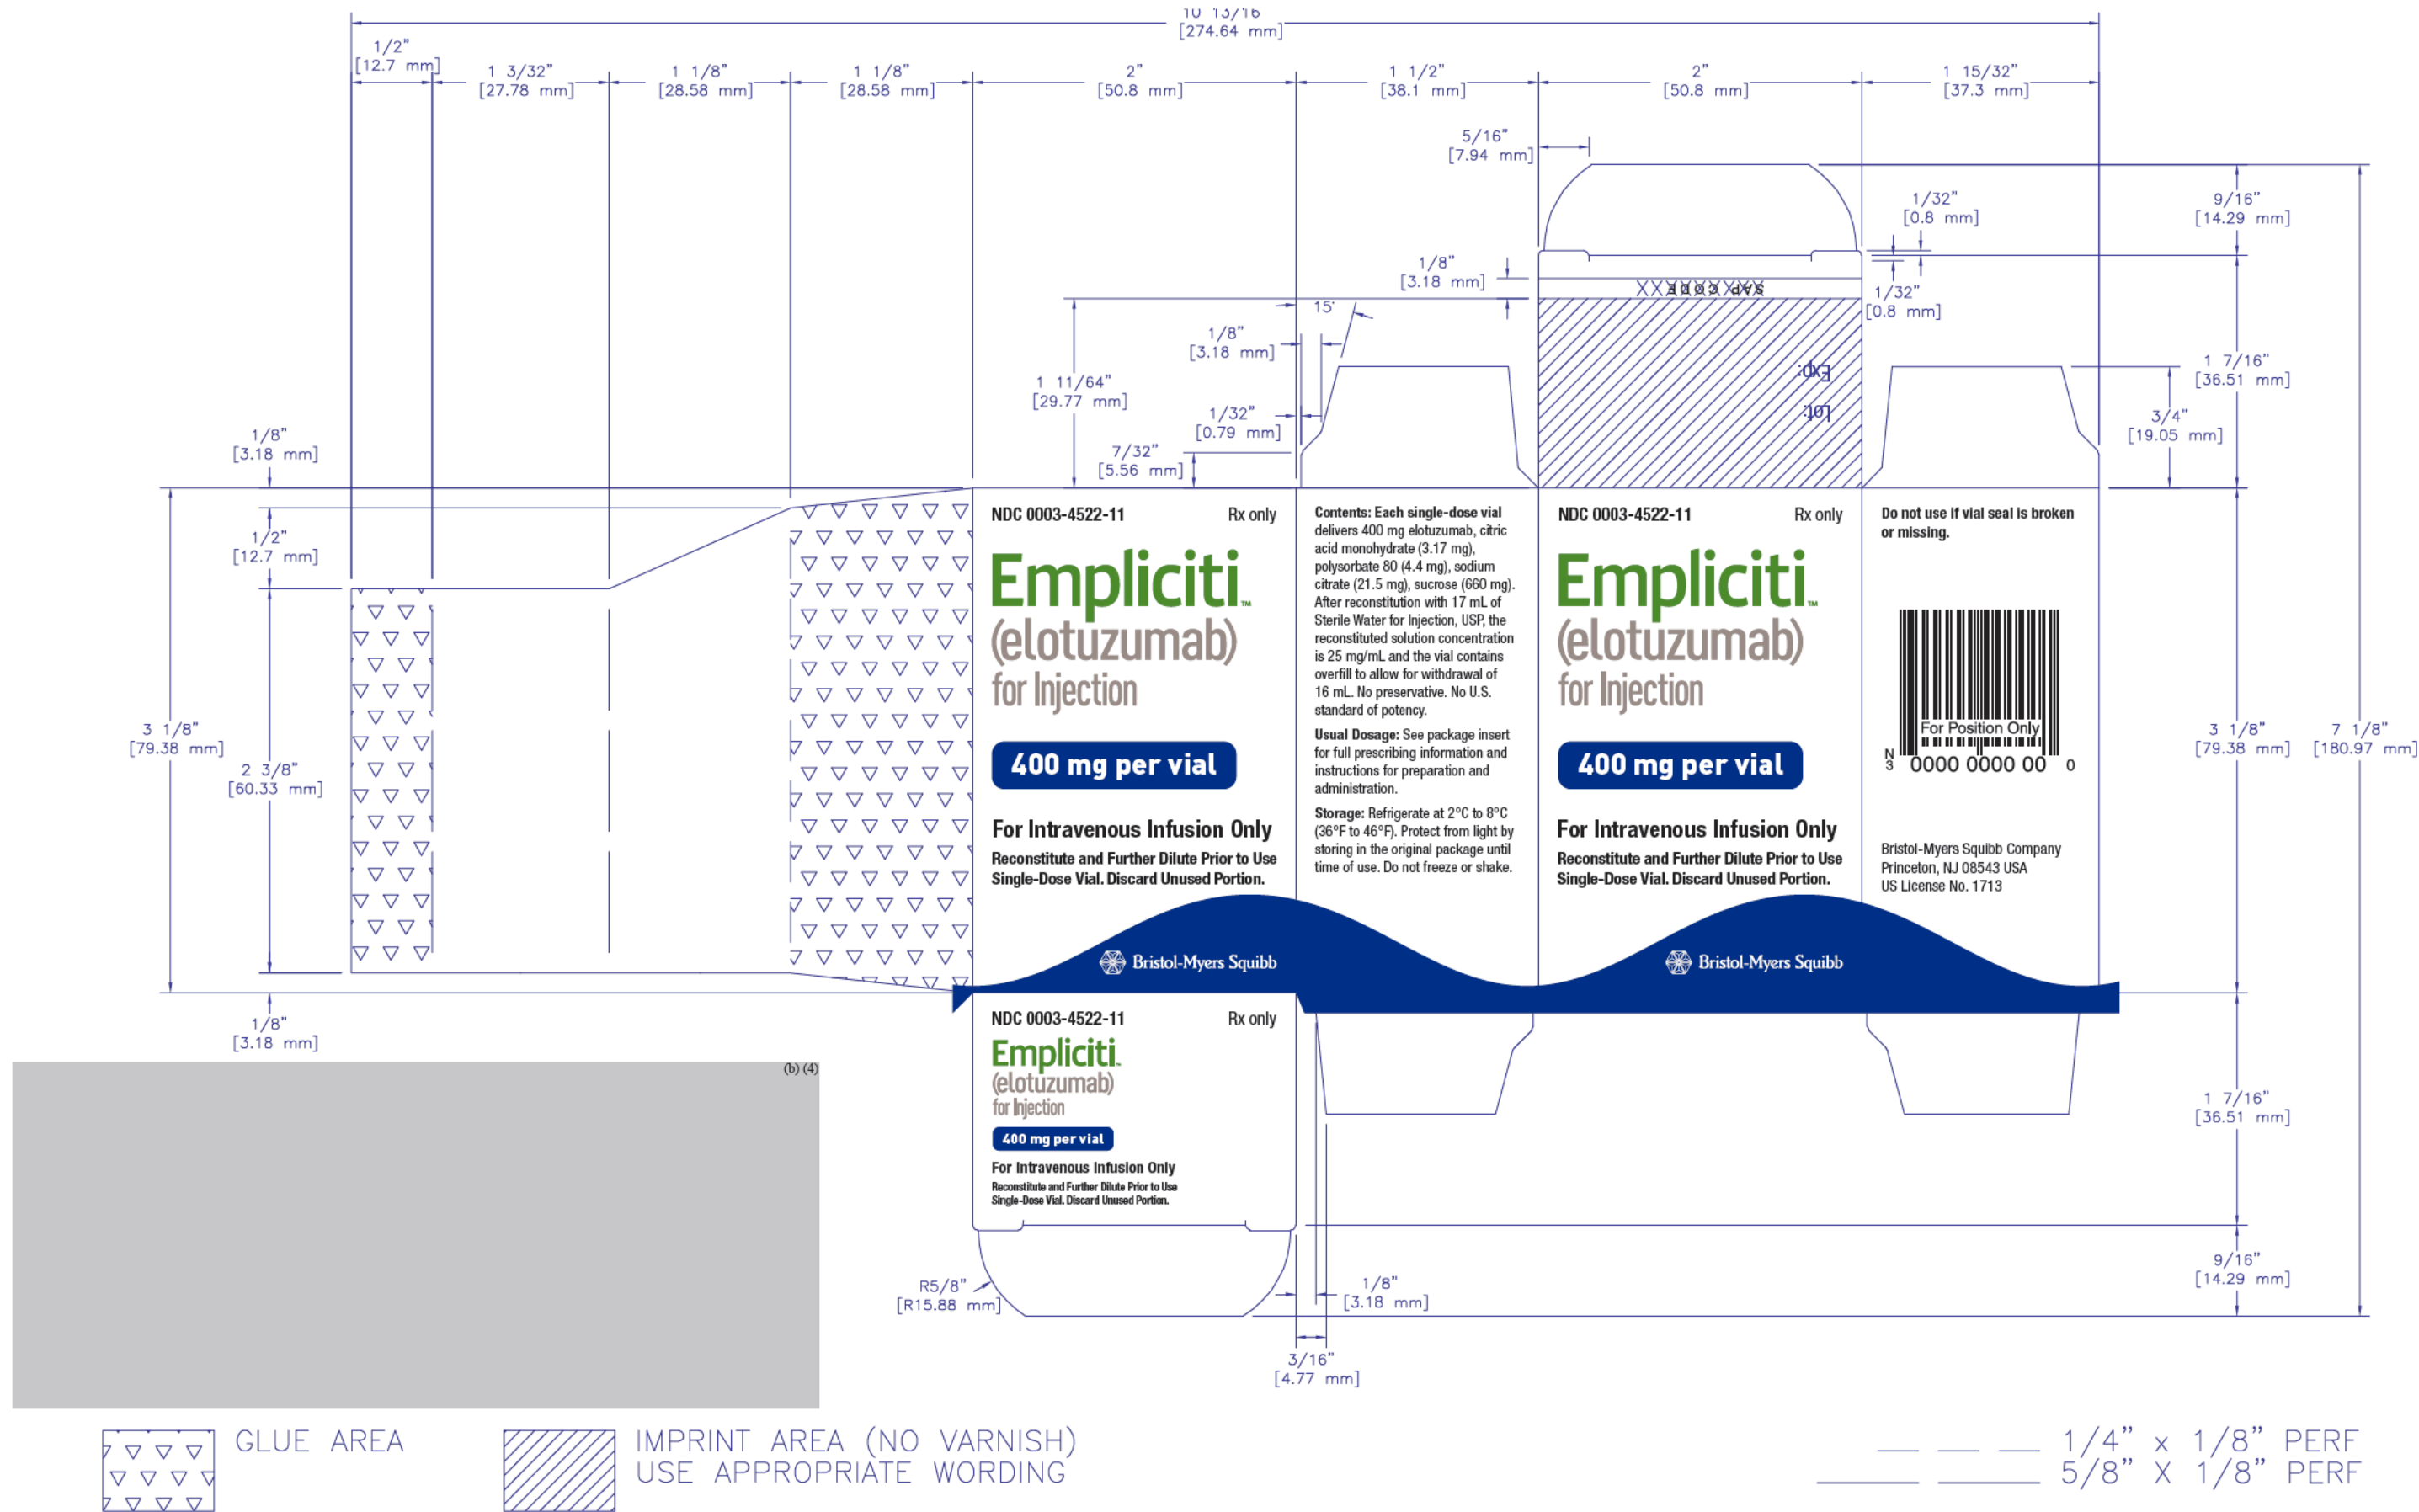 10 13/16
[274.64 mm]
1/2"
[12.7 mm]
1 3/32"
[27.78 mm]
1 1/8"
[28.58 mm]
1 1/8"
[28.58 mm]
2"
[50.8 mm]
1 1/2"
[38.1 mm]
2"
[50.8 mm]
1 15/32"
[37.3 mm]
5/16"
[7.94 mm]
1/32"
[0.8 mm]
9/16"
[14.29 mm]
1/8"
[3.18 mm]
SAP CODE
XXXXXXX
1/32"
[0.8 mm]
15°
1/8"
[3.18 mm]
1 11/64"
[29.77 mm]
1/32"
[0.79 mm]
7/32"
[5.56 mm]
Lot:
Exp:
1 7/16"
[36.51 mm]
3/4"
[19.05 mm]
1/8"
[3.18 mm]
1/2"
[12.7 mm]
3 1/8"
[79.38 mm]
2 3/8"
[60.33 mm]
1/8"
[3.18 mm]
NDC 0003-4522-11 Rx only
Empliciti™
(elotuzumab)
for Injection
400 mg per vial
For Intravenous Infusion Only
Reconstitute and Further Dilute Prior to Use
Single-Dose Vial. Discard Unused Portion.
Bristol-Myers Squibb
Contents: Each single-dose vial
delivers 400 mg elotuzumab, citric
acid monohydrate (3.17 mg),
polysorbate 80 (4.4 mg), sodium
citrate (21.5 mg), sucrose (660 mg).
After reconstitution with 17 mL of
Sterile Water for Injection, USP, the
reconstituted solution concentration
is 25 mg/mL and the vial contains
overfill to allow for withdrawal of
16 mL. No preservative. No U.S.
standard of potency.
Usual Dosage: See package insert
for full prescribing information and
instructions for preparation and
administration.
Storage: Refrigerate at 2°C to 8°C
(36°F to 46°F). Protect from light by
storing in the original package until
time of use. Do not freeze or shake.
NDC 0003-4522-11 Rx only
Empliciti™
(elotuzumab)
for Injection
400 mg per vial
For Intravenous Infusion Only
Reconstitute and Further Dilute Prior to Use
Single-Dose Vial. Discard Unused Portion.
Bristol-Myers Squibb
Do not use if vial seal is broken
or missing.
For Position Only
N
3 0000 0000 00 0
Bristol-Myers Squibb Company
Princeton, NJ 08543 USA
US License No. 1713
3 1/8"
[79.38 mm]
7 1/8"
[180.97 mm]
NDC 0003-4522-11 Rx only
Empliciti™
(elotuzumab)
for Injection
400 mg per vial
For Intravenous Infusion Only
Reconstitute and Further Dilute Prior to Use
Single-Dose Vial. Discard Unused Portion.
1 7/16"
[36.51 mm]
9/16"
[14.29 mm]
R5/8"
[R15.88 mm]
1/8"
[3.18 mm]
3/16"
[4.77 mm]
(b) (4)
GLUE AREA
IMPRINT AREA (NO VARNISH)
USE APPROPRIATE WORDING
1/4" x 1/8" PERF
5/8" X 1/8" PERF